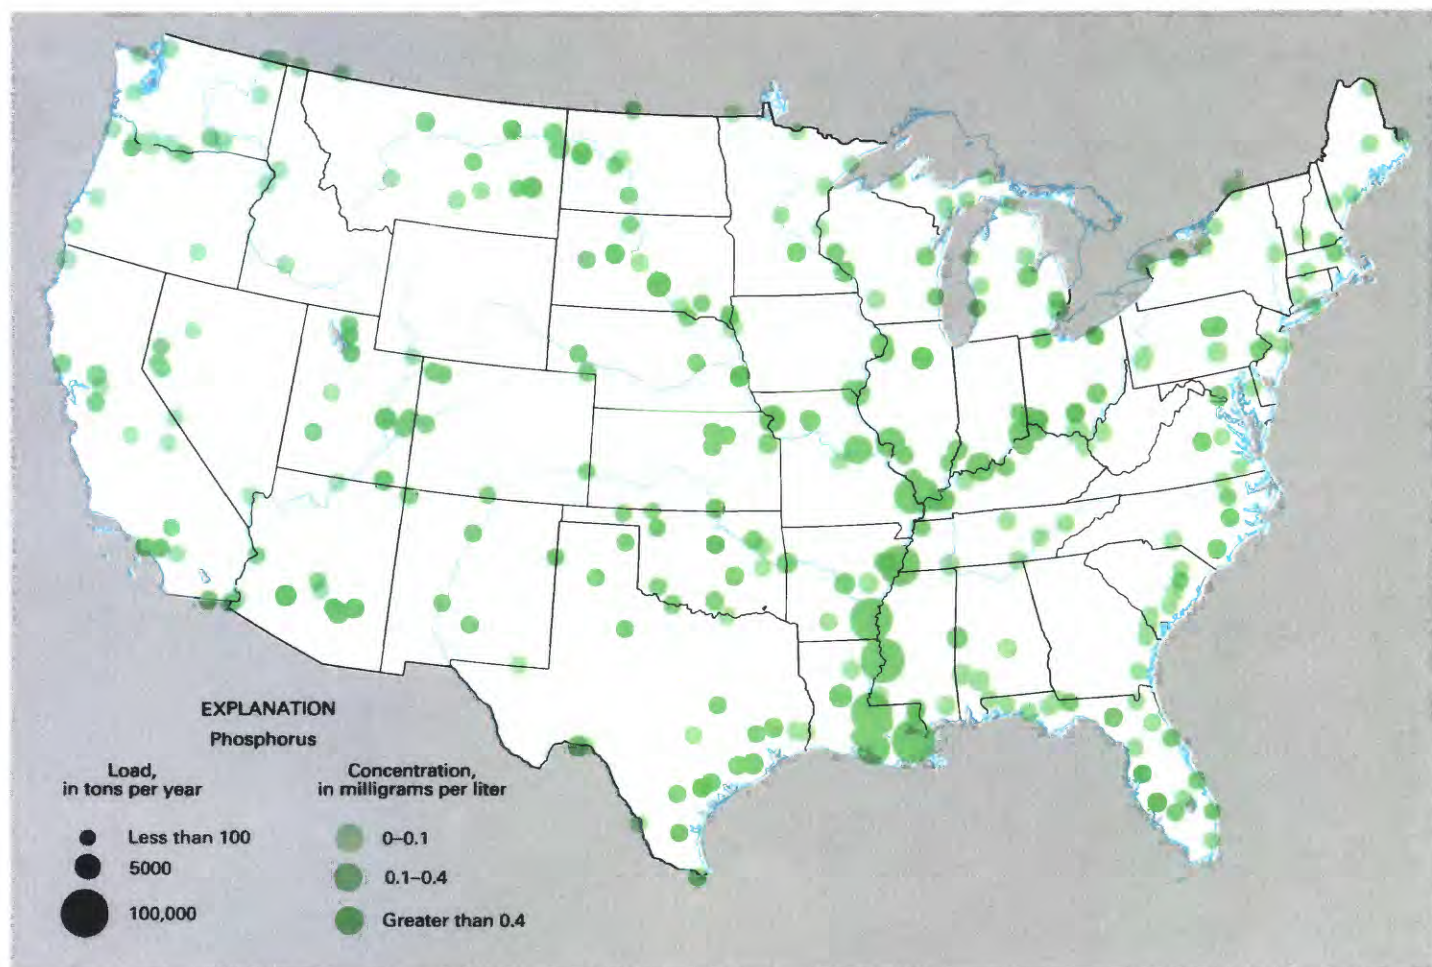 EXPLANATION
Phosphorus
Load,
in tons per year
Less than 100
5000
100,000
Concentration,
in milligrams per liter
0–0.1
0.1–0.4
Greater than 0.4